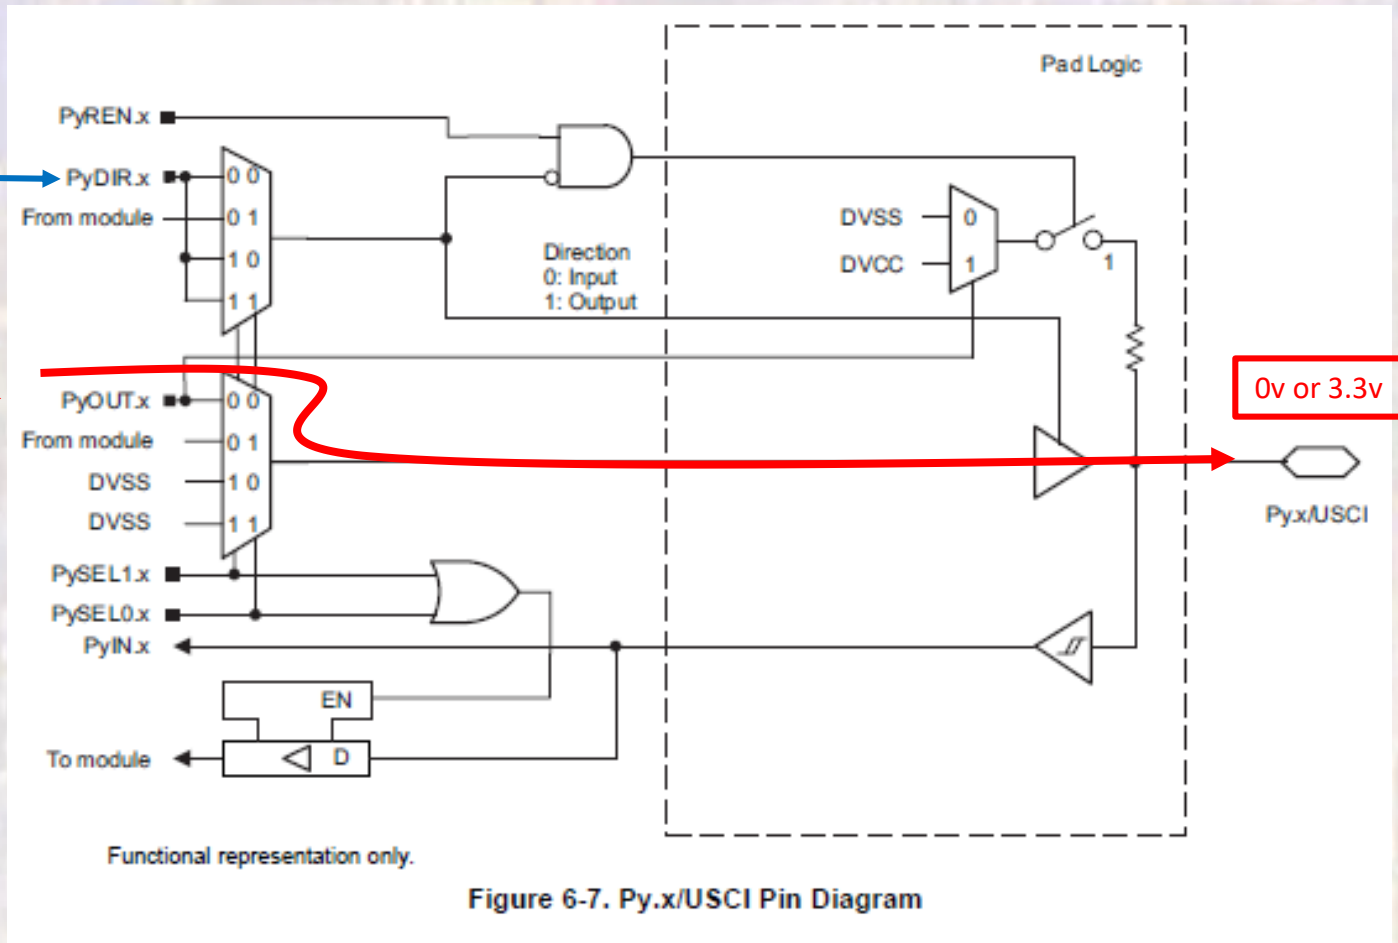 Pad Logic
PyREN.x
PyDIR.x
0 0
From module
0 1
1 0
1 1
Direction
0: Input
1: Output
DVSS
0
DVCC
1
1
PyOUT.x
0 0
From module
0 1
DVSS
1 0
DVSS
1 1
0v or 3.3v
Py.x/USCI
PySEL1.x
PySEL0.x
PyIN.x
EN
To module
D
Functional representation only.
Figure 6-7. Py.x/USCI Pin Diagram